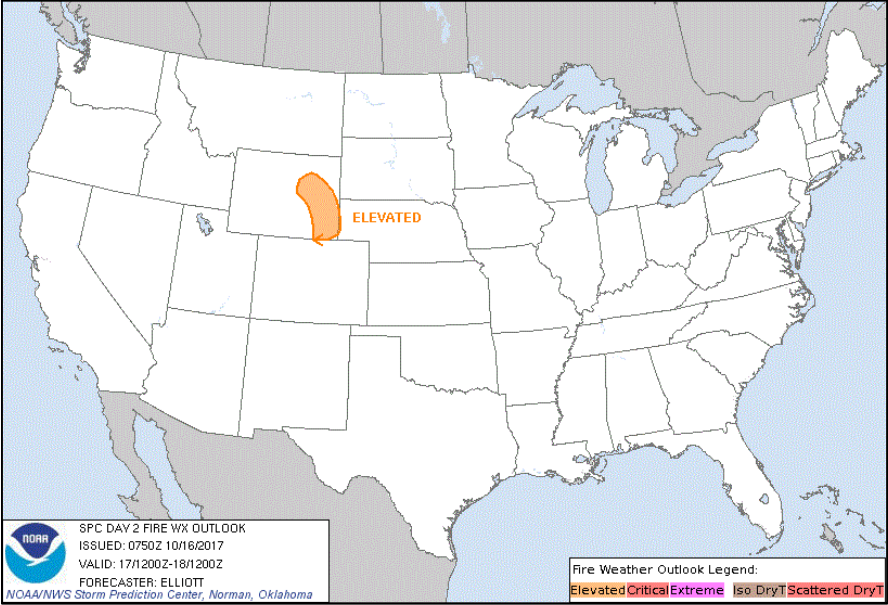 ELEVATED
NOAA
SPC DAY 2 FIRE WX OUTLOOK
ISSUED: 0750Z 10/16/2017
VALID: 17/1200Z-18/1200Z
FORECASTER: ELLIOTT
NOAA/NWS Storm Prediction Center, Norman, Oklahoma
Fire Weather Outlook Legend:
Elevated Critical Extreme Iso DryT Scattered DryT